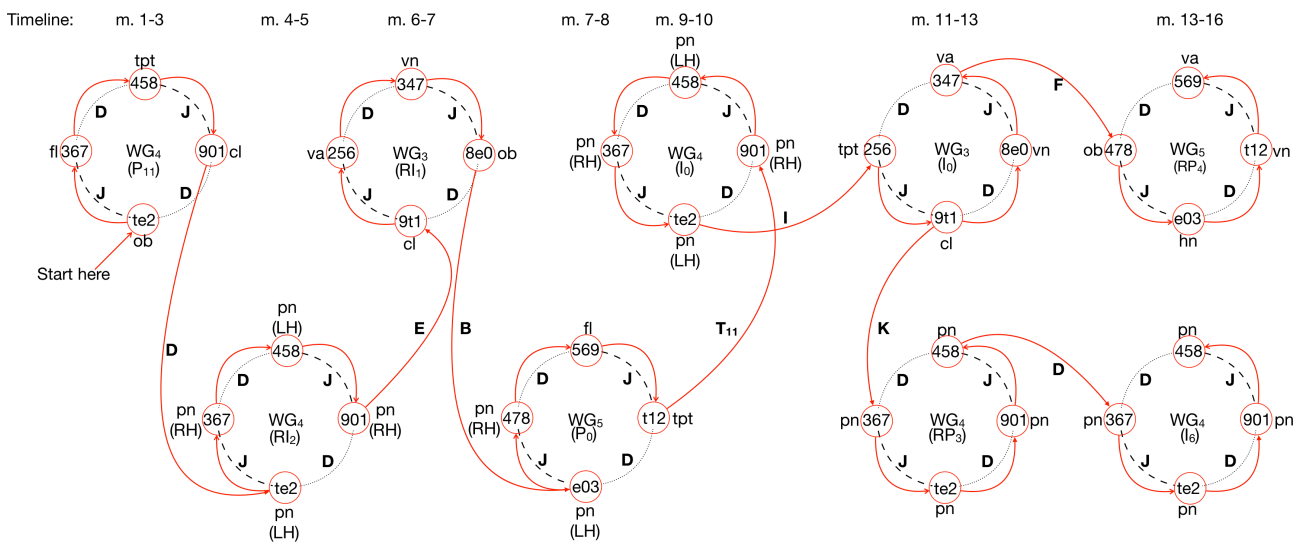 Timeline: m. 1-3 m. 4-5 m. 6-7 m. 7-8 m. 9-10 m. 11-13 m. 13-16
tpt
458
D J
fl 367 WG4 (P11) 901 cl
J D
te2
ob
Start here
D
pn
(LH)
458
D J
pn
(RH)
367
WG4
(RI2)
901
pn
(RH)
J D
te2
pn
(LH)
E
vn
347
D J
va 256 WG3 (RI1) 8e0 ob
J D
9t1
cl
B
fl
569
D J
pn
(RH)
478
WG5
(P0)
t12 tpt
J D
e03
pn
(LH)
T11
pn
(LH)
458
D J
pn
(RH)
367
WG4
(I0)
901
pn
(RH)
J D
te2
pn
(LH)
I
va
347
D J
tpt 256 WG3 (I0) 8e0 vn
J D
9t1
cl
F
va
569
D J
ob 478 WG5 (RP4) t12 vn
J D
e03
hn
K
pn
458
D J
pn 367 WG4 (RP3) 901 pn
J D
te2
pn
D
pn
458
D J
pn 367 WG4 (I6) 901 pn
J D
te2
pn